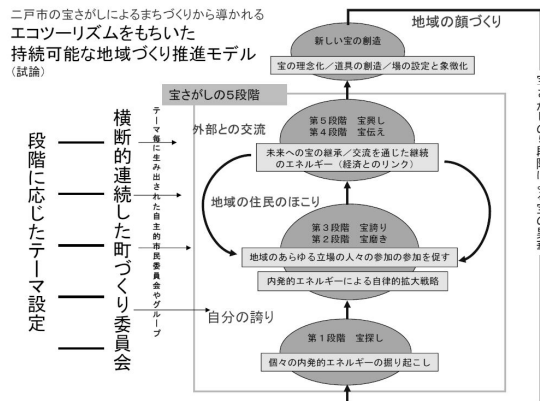 二戸市の宝さがしによるまちづくりから導かれる
エコツーリズムをもちいた
持続可能な地域づくり推進モデル
(試論)
地域の顔づくり
新しい宝の創造
宝の理念化／道具の創造／場の設定と象徴化
宝さがしの5段階
外部との交流
第5段階 宝興し
第4段階 宝伝え
未来への宝の継承／交流を通じた継続
のエネルギー（経済とのリンク）
地域の住民のほこり
第3段階 宝誇り
第2段階 宝磨き
地域のあらゆる立場の人々の参加の参加を促す
内発的エネルギーによる自律的拡大戦略
自分の誇り
第1段階 宝探し
個々の内発的エネルギーの掘り起こし
テーマ毎に生み出された自主的市民委員会やグループ
横断的連続した町づくり委員会
段階に応じたテーマ設定